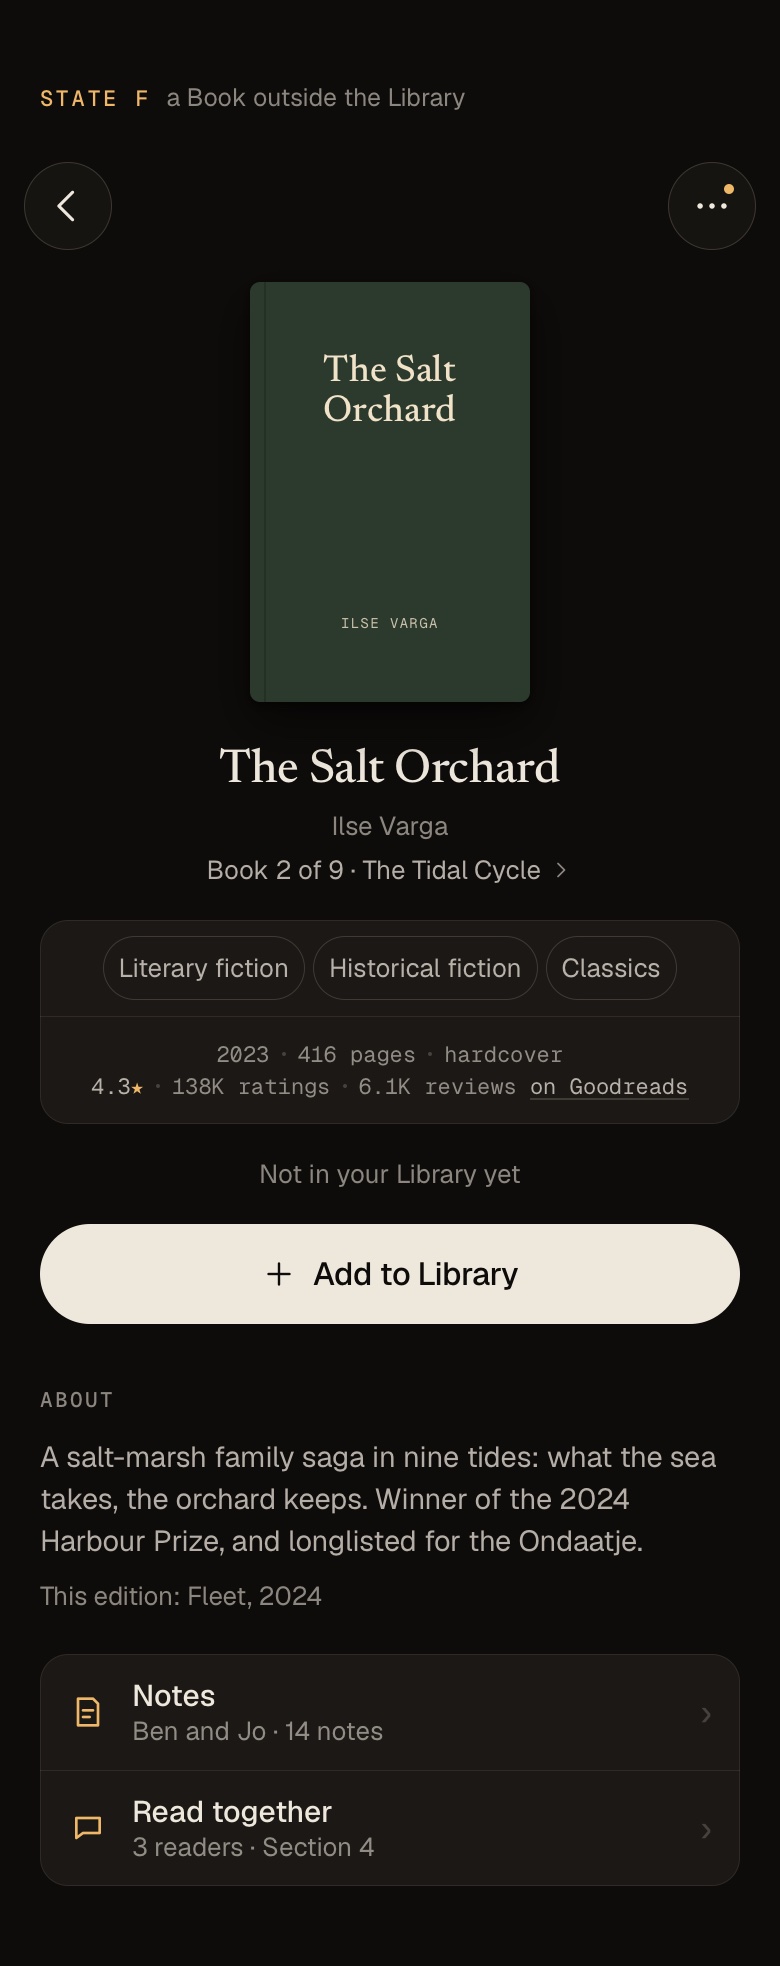 STATE F a Book outside the Library
The Salt
Orchard
ILSE VARGA
The Salt Orchard
Ilse Varga
Book 2 of 9 · The Tidal Cycle
Literary fiction Historical fiction Classics
2023 · 416 pages · hardcover
4.3★ · 138K ratings · 6.1K reviews on Goodreads
Not in your Library yet
+ Add to Library
ABOUT
A salt-marsh family saga in nine tides: what the sea
takes, the orchard keeps. Winner of the 2024
Harbour Prize, and longlisted for the Ondaatje.
This edition: Fleet, 2024
Notes
Ben and Jo · 14 notes
Read together
3 readers · Section 4